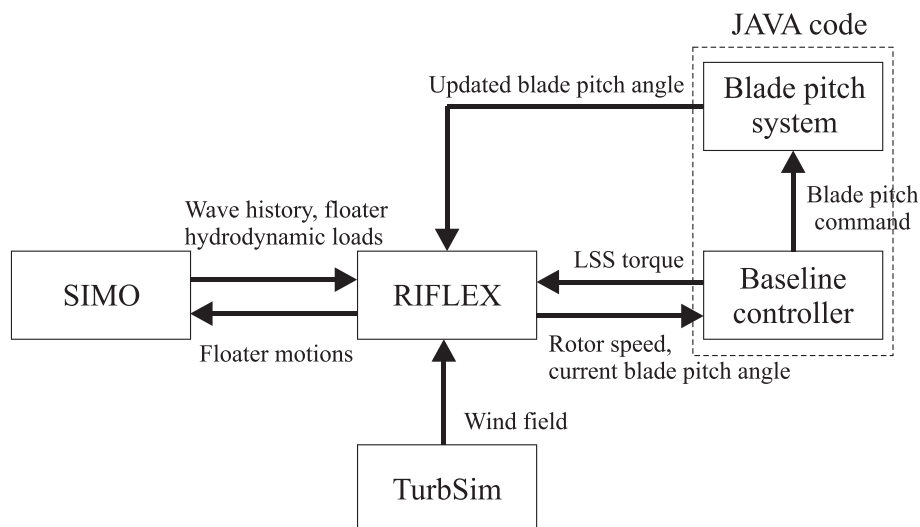 JAVA code
Updated blade pitch angle
Blade pitch
system
Blade pitch
command
Wave history, floater
hydrodynamic loads
SIMO
RIFLEX
LSS torque
Baseline
controller
Floater motions
Rotor speed,
current blade pitch angle
Wind field
TurbSim